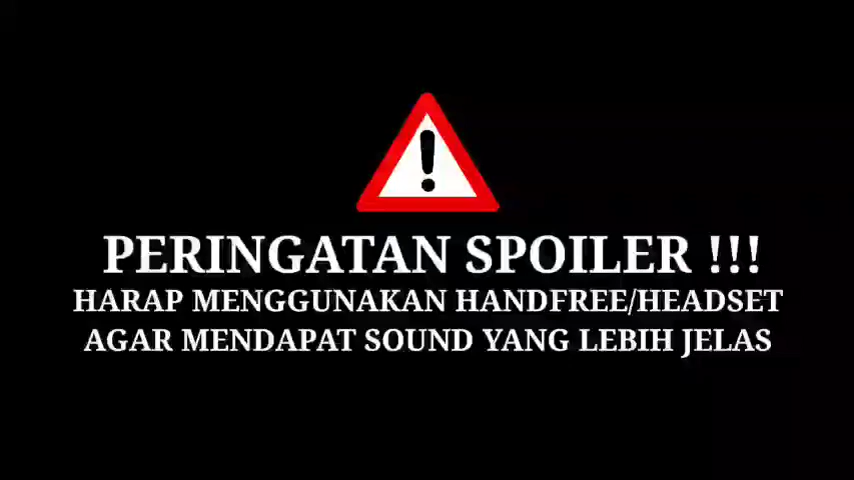 PERINGATAN SPOILER !!!
HARAP MENGGUNAKAN HANDFREE/HEADSET
AGAR MENDAPAT SOUND YANG LEBIH JELAS